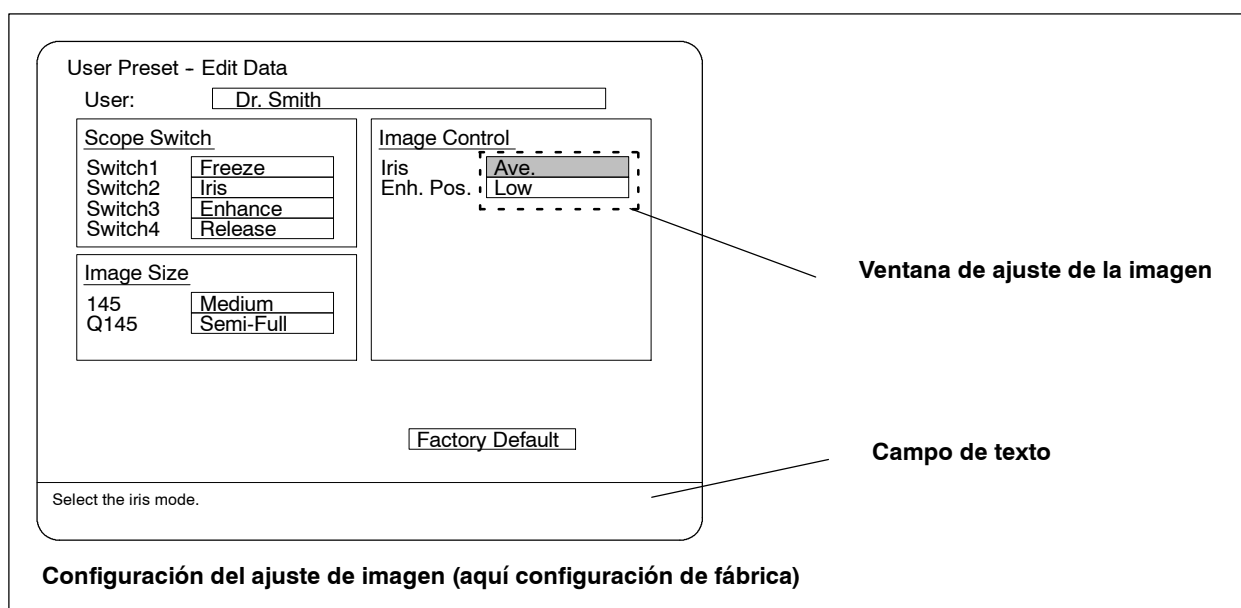 User Preset - Edit Data
User: Dr. Smith
Scope Switch
Switch1 Freeze
Switch2 Iris
Switch3 Enhance
Switch4 Release
Image Size
145 Medium
Q145 Semi-Full
Image Control
Iris Ave.
Enh. Pos. Low
Ventana de ajuste de la imagen
Factory Default
Campo de texto
Select the iris mode.
Configuración del ajuste de imagen (aquí configuración de fábrica)